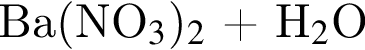 Ba(NO₃)₂ + H₂O